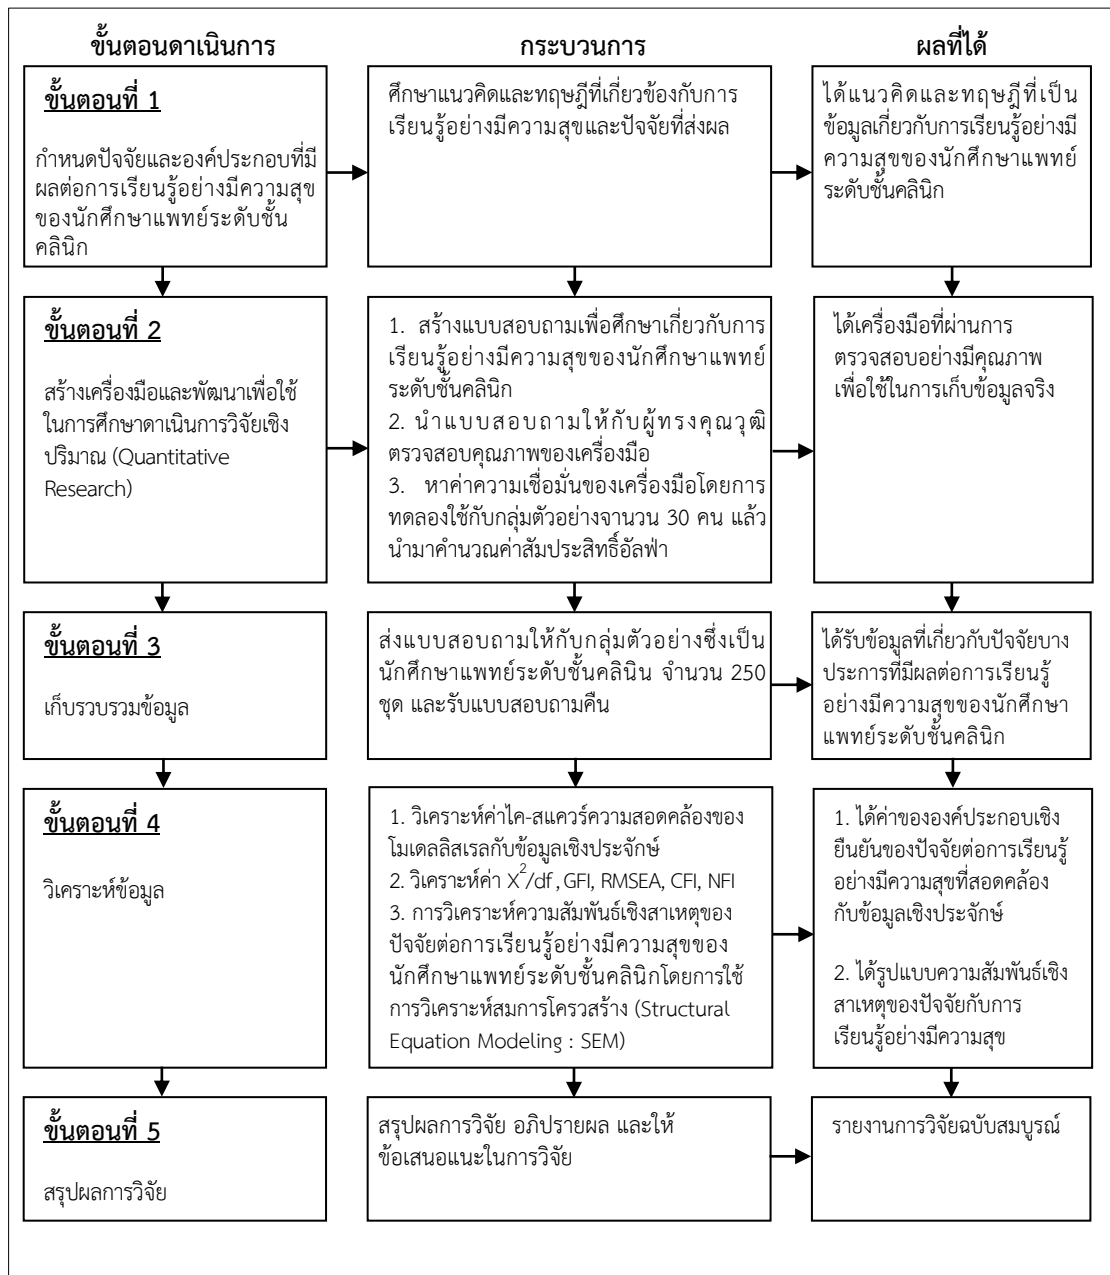 ขั้นตอนดาเนินการ
กระบวนการ
ผลที่ได้
ขั้นตอนที่ 1
กำหนดปัจจัยและองค์ประกอบที่มี
ผลต่อการเรียนรู้อย่างมีความสุข
ของนักศึกษาแพทย์ระดับชั้น
คลินิก
ศึกษาแนวคิดและทฤษฎีที่เกี่ยวข้องกับการ
เรียนรู้อย่างมีความสุขและปัจจัยที่ส่งผล
ได้แนวคิดและทฤษฎีที่เป็น
ข้อมูลเกี่ยวกับการเรียนรู้อย่างมี
ความสุขของนักศึกษาแพทย์
ระดับชั้นคลินิก
ขั้นตอนที่ 2
สร้างเครื่องมือและพัฒนาเพื่อใช้
ในการศึกษาดาเนินการวิจัยเชิง
ปริมาณ (Quantitative
Research)
1. สร้างแบบสอบถามเพื่อศึกษาเกี่ยวกับการ
เรียนรู้อย่างมีความสุขของนักศึกษาแพทย์
ระดับชั้นคลินิก
2. นำแบบสอบถามให้กับผู้ทรงคุณวุฒิ
ตรวจสอบคุณภาพของเครื่องมือ
3. หาค่าความเชื่อมั่นของเครื่องมือโดยการ
ทดลองใช้กับกลุ่มตัวอย่างจานวน 30 คน แล้ว
นำมาคำนวณค่าสัมประสิทธิ์อัลฟ่า
ได้เครื่องมือที่ผ่านการ
ตรวจสอบอย่างมีคุณภาพ
เพื่อใช้ในการเก็บข้อมูลจริง
ขั้นตอนที่ 3
เก็บรวบรวมข้อมูล
ส่งแบบสอบถามให้กับกลุ่มตัวอย่างซึ่งเป็น
นักศึกษาแพทย์ระดับชั้นคลินิน จำนวน 250
ชุด และรับแบบสอบถามคืน
ได้รับข้อมูลที่เกี่ยวกับปัจจัยบาง
ประการที่มีผลต่อการเรียนรู้
อย่างมีความสุขของนักศึกษา
แพทย์ระดับชั้นคลินิก
ขั้นตอนที่ 4
วิเคราะห์ข้อมูล
1. วิเคราะห์ค่าไค-สแควร์ความสอดคล้องของ
โมเดลลิสเรลกับข้อมูลเชิงประจักษ์
2. วิเคราะห์ค่า X²/df , GFI, RMSEA, CFI, NFI
3. การวิเคราะห์ความสัมพันธ์เชิงสาเหตุของ
ปัจจัยต่อการเรียนรู้อย่างมีความสุขของ
นักศึกษาแพทย์ระดับชั้นคลินิกโดยการใช้
การวิเคราะห์สมการโครวสร้าง (Structural
Equation Modeling : SEM)
1. ได้ค่าขององค์ประกอบเชิง
ยืนยันของปัจจัยต่อการเรียนรู้
อย่างมีความสุขที่สอดคล้อง
กับข้อมูลเชิงประจักษ์
2. ได้รูปแบบความสัมพันธ์เชิง
สาเหตุของปัจจัยกับการ
เรียนรู้อย่างมีความสุข
ขั้นตอนที่ 5
สรุปผลการวิจัย
สรุปผลการวิจัย อภิปรายผล และให้
ข้อเสนอแนะในการวิจัย
รายงานการวิจัยฉบับสมบูรณ์